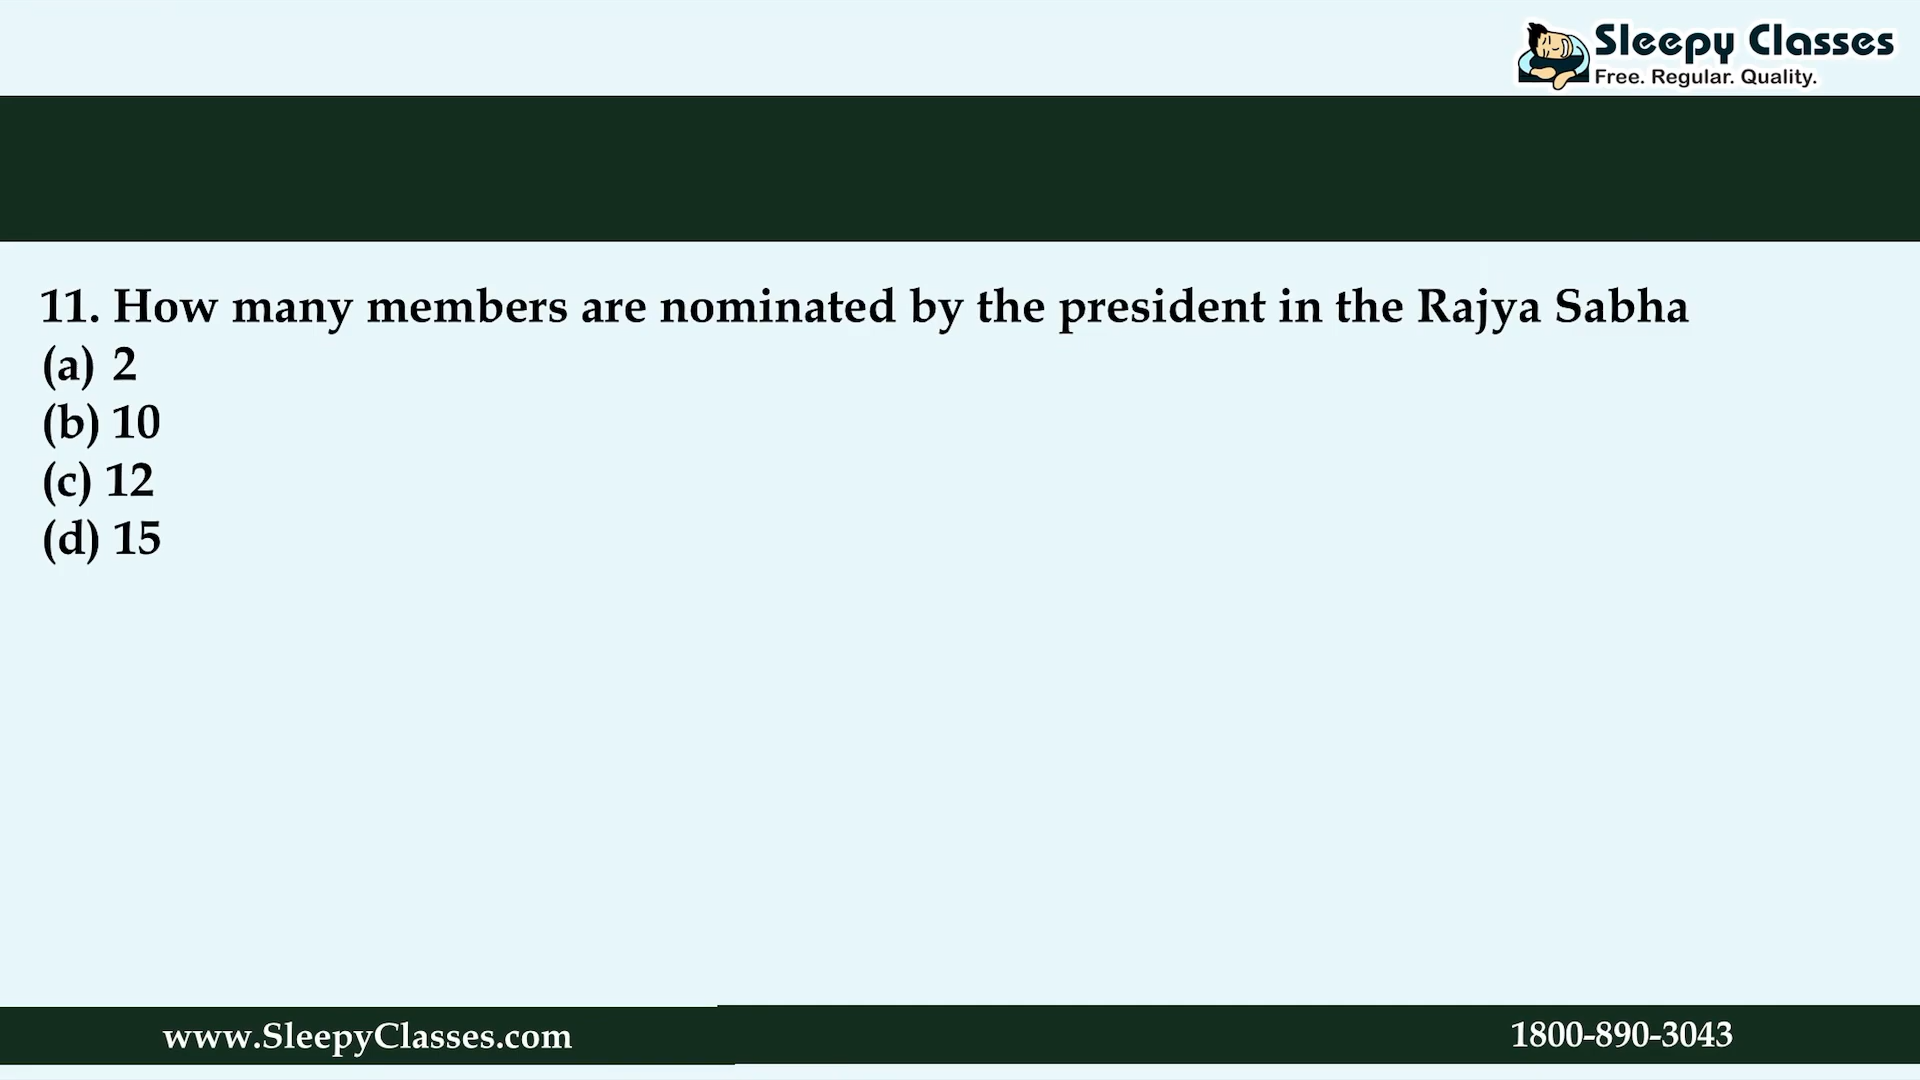 Sleepy Classes
Free. Regular. Quality.
11. How many members are nominated by the president in the Rajya Sabha
(a) 2
(b) 10
(c) 12
(d) 15
www.SleepyClasses.com
1800-890-3043